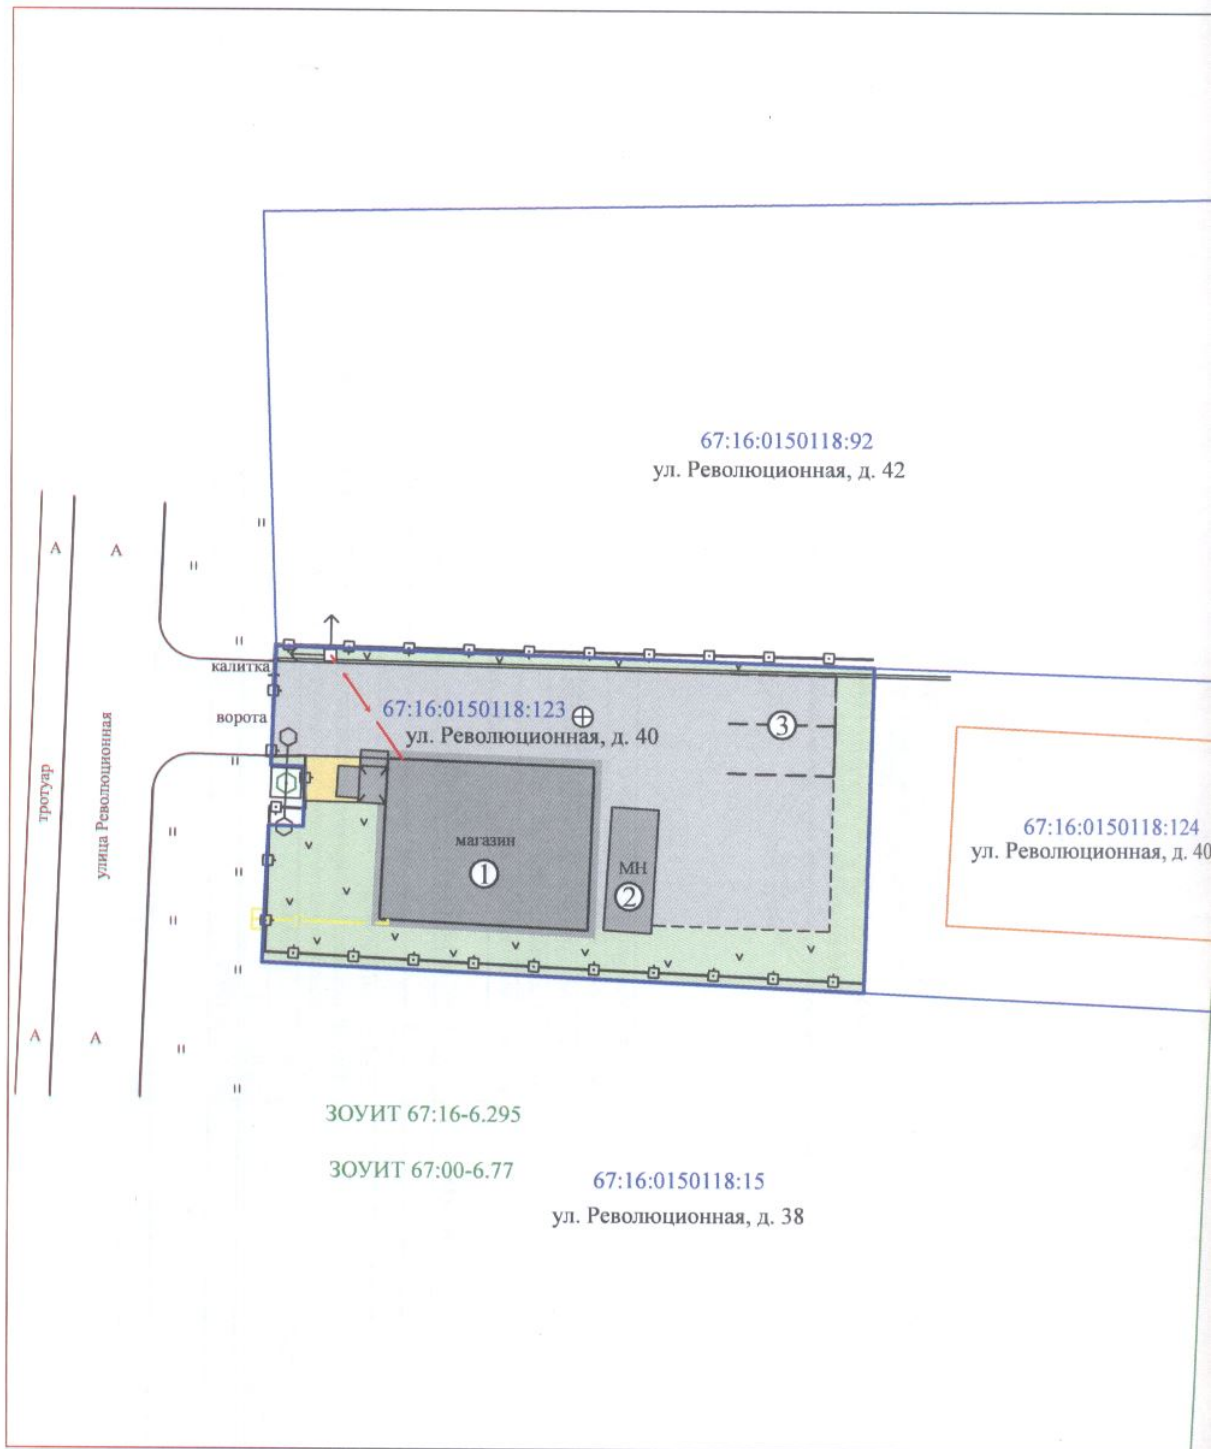 67:16:0150118:92
ул. Революционная, д. 42
А
А
калитка
ворота
67:16:0150118:123
ул. Революционная, д. 40
3
тротуар
улица Революционная
магазин
1
МН
2
67:16:0150118:124
ул. Революционная, д. 40
А
А
ЗОУИТ 67:16-6.295
ЗОУИТ 67:00-6.77
67:16:0150118:15
ул. Революционная, д. 38